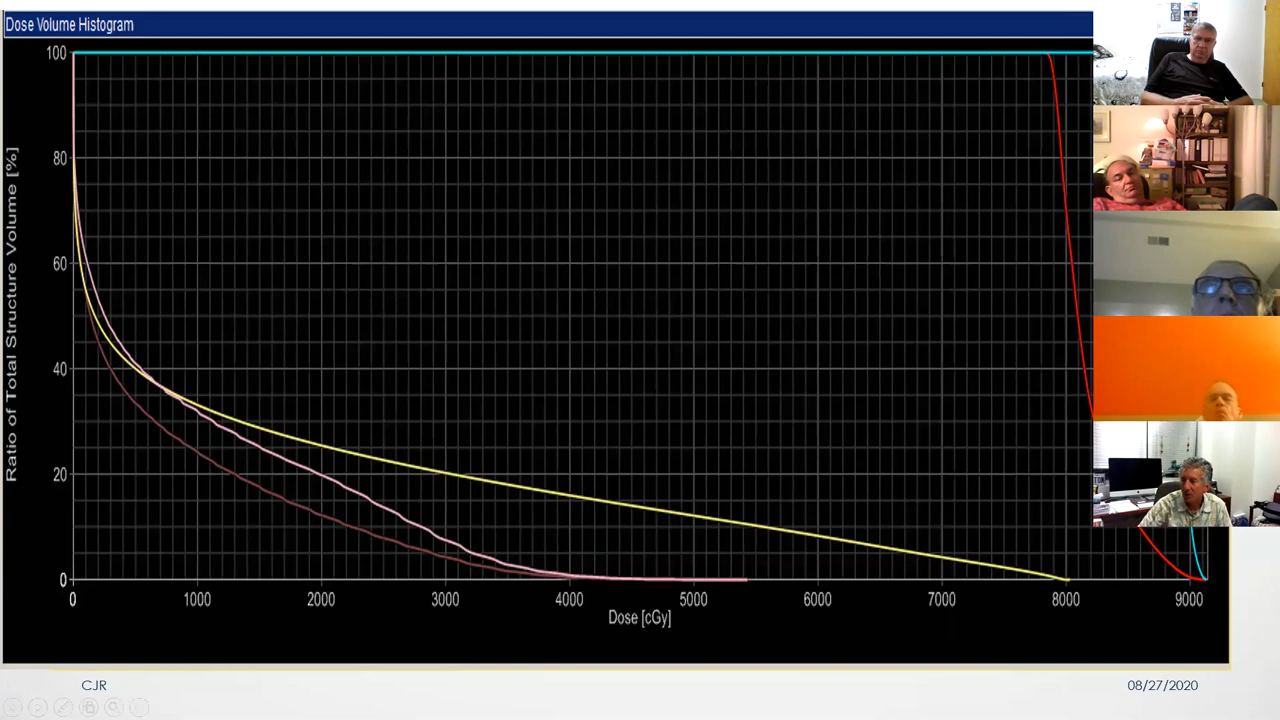 Dose Volume Histogram
Ratio of Total Structure Volume [%]
100
80
60
40
20
0
0 1000 2000 3000 4000 5000 6000 7000 8000 9000
Dose [cGy]
CJR 08/27/2020